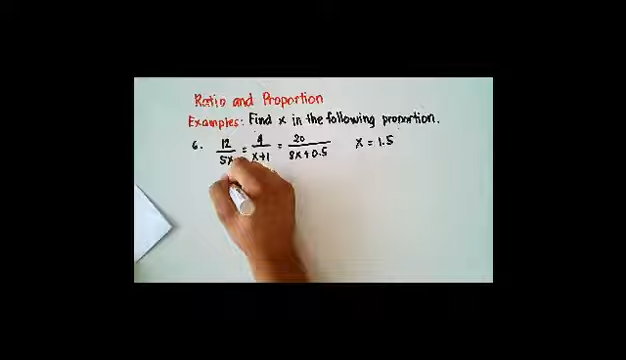 Ratio and Proportion
Examples: Find x in the following proportion.
6. 12/5x = 4/x+1 = 20/8x+0.5 x = 1.5